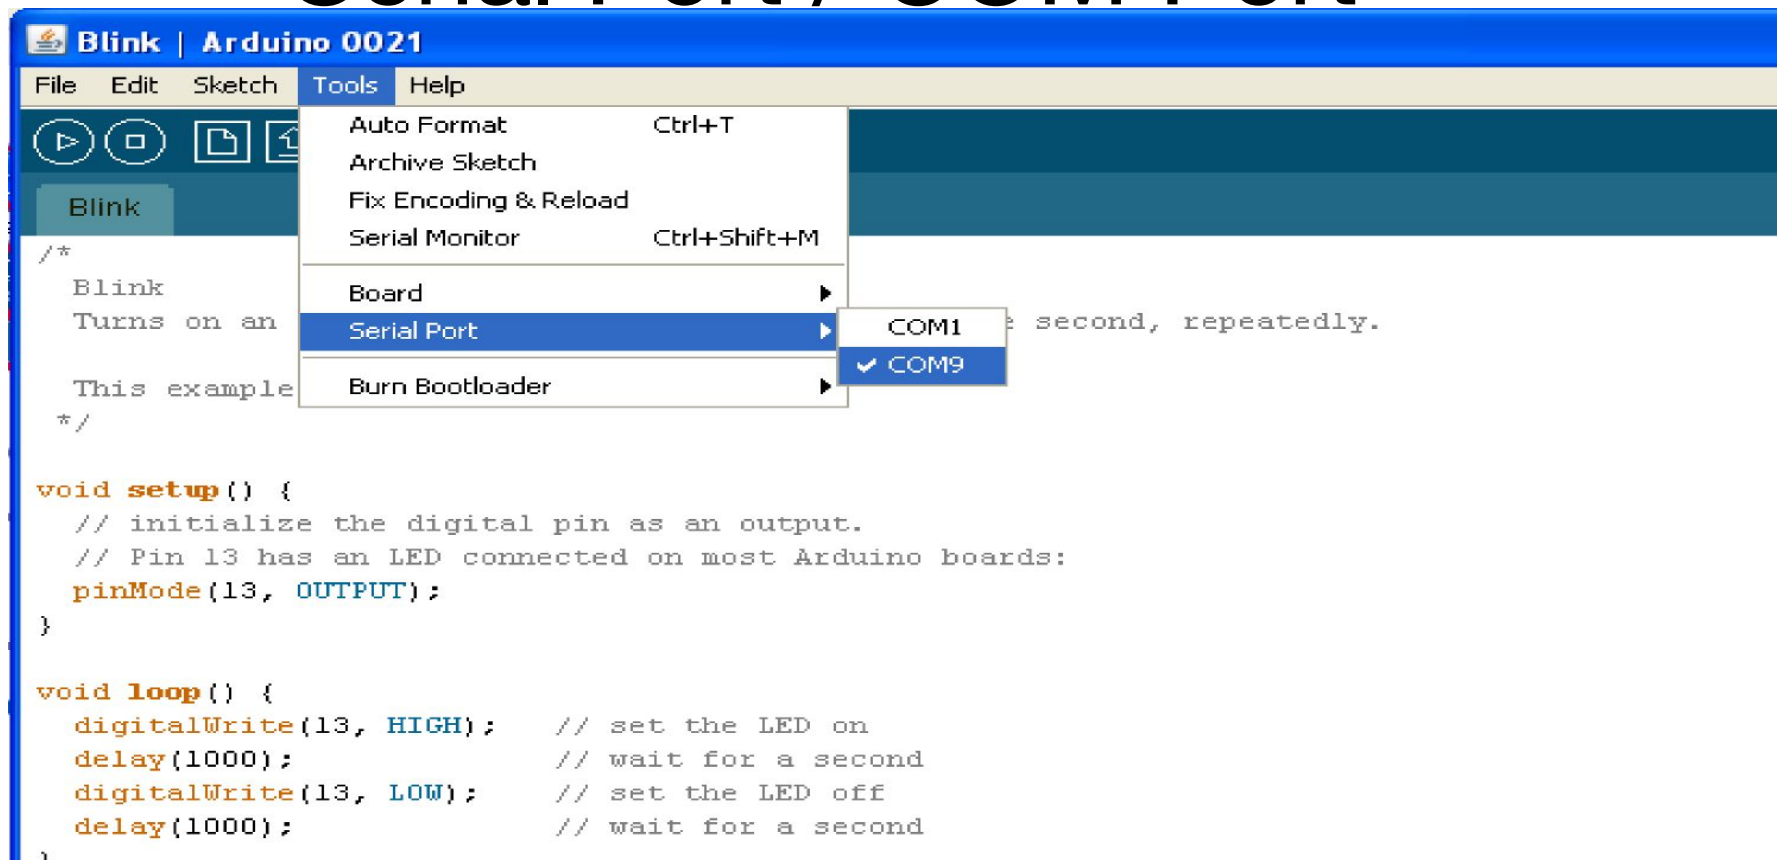 Serial Port / COM Port
Blink | Arduino 0021
File Edit Sketch Tools Help
Auto Format Ctrl+T
Archive Sketch
Fix Encoding & Reload
Serial Monitor Ctrl+Shift+M
Board
Serial Port
Burn Bootloader
COM1
COM9
Blink
/*
Blink
Turns on an second, repeatedly.
This example
*/
void setup() {
// initialize the digital pin as an output.
// Pin 13 has an LED connected on most Arduino boards:
pinMode(13, OUTPUT);
}
void loop() {
digitalWrite(13, HIGH); // set the LED on
delay(1000); // wait for a second
digitalWrite(13, LOW); // set the LED off
delay(1000); // wait for a second
}